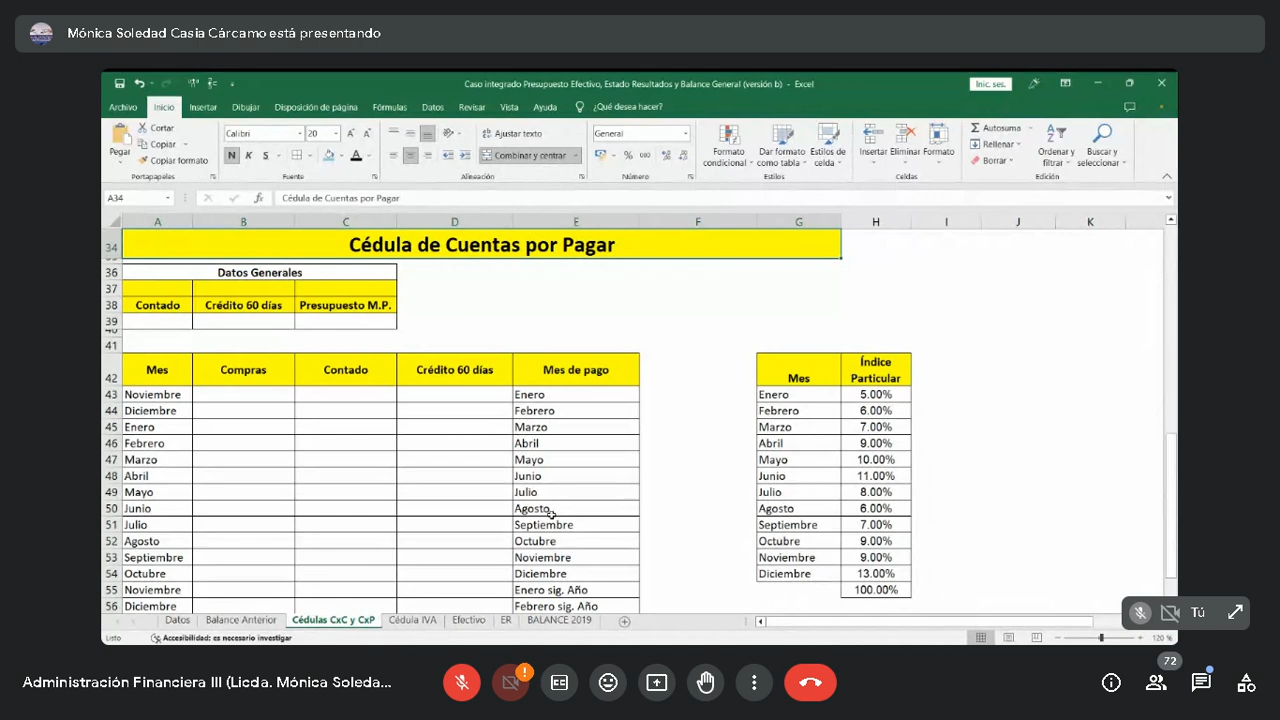 Mónica Soledad Casia Cárcamo está presentando
Caso integrado Presupuesto Efectivo, Estado Resultados y Balance General (versión b) - Excel
Inic. ses.
Archivo Inicio Insertar Dibujar Disposición de página Fórmulas Datos Revisar Vista Ayuda ¿Qué desea hacer?
Pegar
Cortar
Copiar
Copiar formato
Portapapeles
Calibri 20
N K S
Fuente
Ajustar texto
Combinar y centrar
Alineación
General
% 000
Número
Formato condicional
Dar formato como tabla
Estilos de celda
Estilos
Insertar Eliminar Formato
Celdas
Autosuma
Rellenar
Borrar
Ordenar y filtrar
Buscar y seleccionar
Edición
A34 fx Cédula de Cuentas por Pagar
A B C D E F G H I J K
34 Cédula de Cuentas por Pagar
36 Datos Generales
37
38 Contado Crédito 60 días Presupuesto M.P.
39
41
42 Mes Compras Contado Crédito 60 días Mes de pago Mes Índice Particular
43 Noviembre Enero Enero 5.00%
44 Diciembre Febrero Febrero 6.00%
45 Enero Marzo Marzo 7.00%
46 Febrero Abril Abril 9.00%
47 Marzo Mayo Mayo 10.00%
48 Abril Junio Junio 11.00%
49 Mayo Julio Julio 8.00%
50 Junio Agosto Agosto 6.00%
51 Julio Septiembre Septiembre 7.00%
52 Agosto Octubre Octubre 9.00%
53 Septiembre Noviembre Noviembre 9.00%
54 Octubre Diciembre Diciembre 13.00%
55 Noviembre Enero sig. Año 100.00%
56 Diciembre Febrero sig. Año
Datos Balance Anterior Cédulas CxC y CxP Cédula IVA Efectivo ER BALANCE 2019
Listo Accesibilidad: es necesario investigar 120 %
Tú
Administración Financiera III (Licda. Mónica Soleda...
72